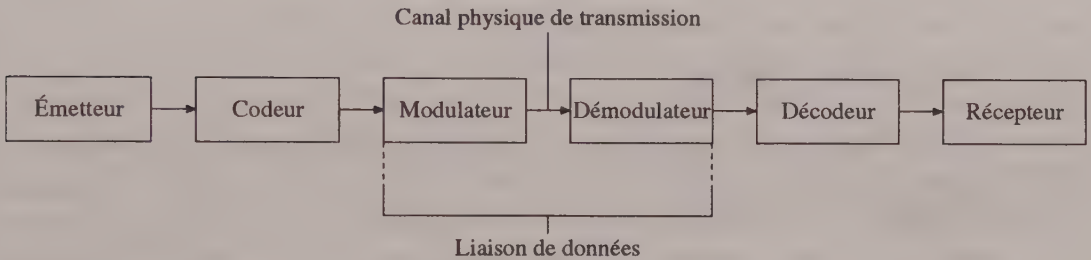 Canal physique de transmission
Émetteur
Codeur
Modulateur
Démodulateur
Décodeur
Récepteur
Liaison de données